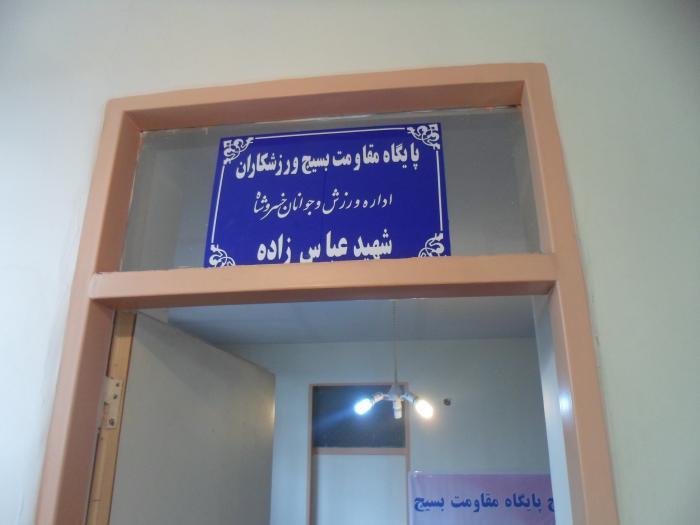 پایگاه مقاومت بسیج ورزشکاران
اداره ورزش و جوانان خسروشاه
شهید عباس زاده
پایگاه مقاومت بسیج